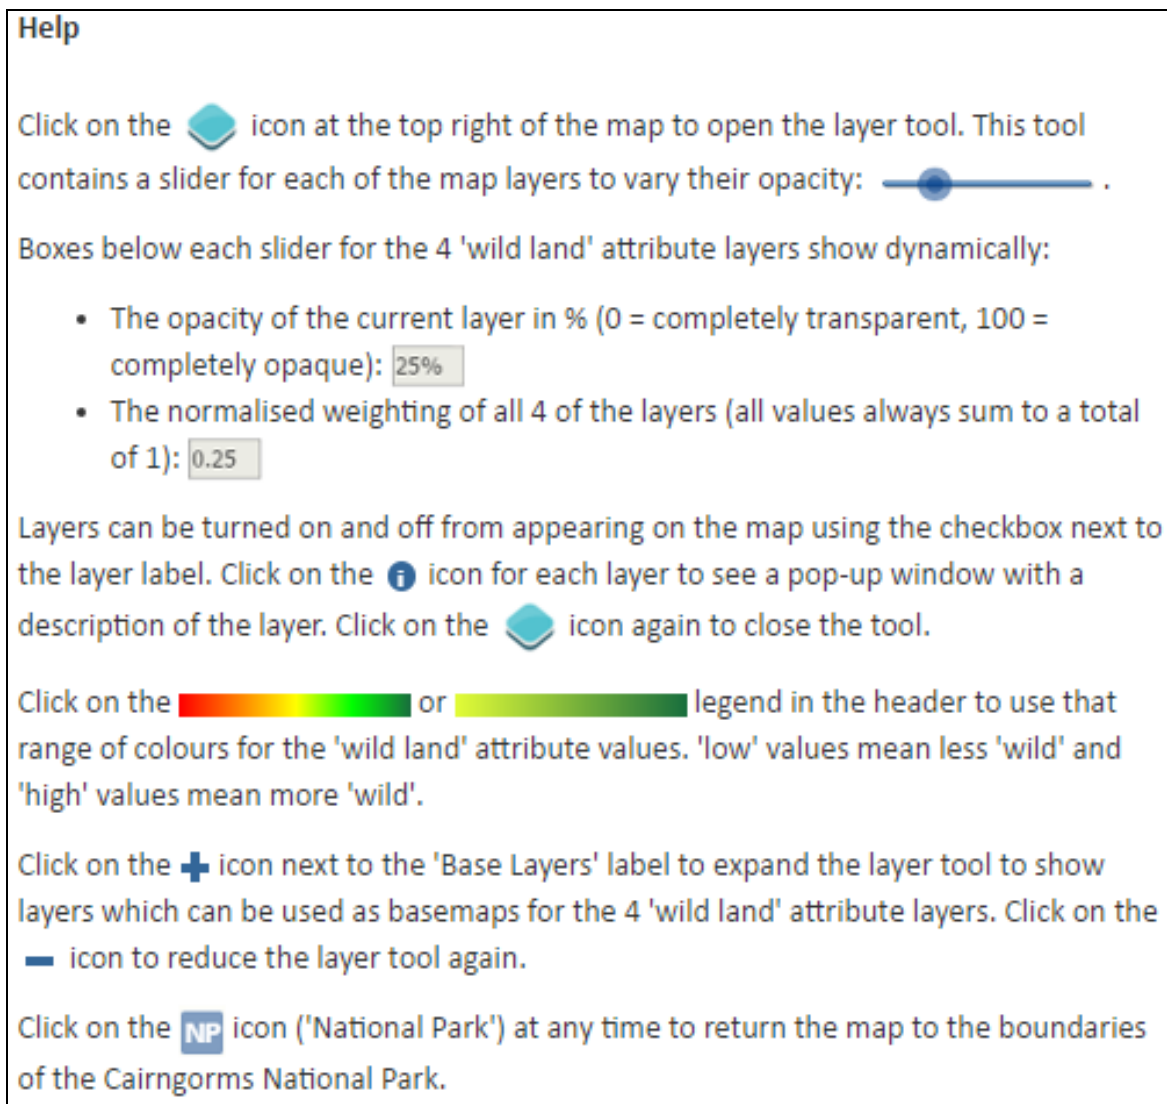 Help
Click on the icon at the top right of the map to open the layer tool. This tool
contains a slider for each of the map layers to vary their opacity: .
Boxes below each slider for the 4 'wild land' attribute layers show dynamically:
• The opacity of the current layer in % (0 = completely transparent, 100 =
completely opaque): 25%
• The normalised weighting of all 4 of the layers (all values always sum to a total
of 1): 0.25
Layers can be turned on and off from appearing on the map using the checkbox next to
the layer label. Click on the i icon for each layer to see a pop-up window with a
description of the layer. Click on the icon again to close the tool.
Click on the or legend in the header to use that
range of colours for the 'wild land' attribute values. 'low' values mean less 'wild' and
'high' values mean more 'wild'.
Click on the + icon next to the 'Base Layers' label to expand the layer tool to show
layers which can be used as basemaps for the 4 'wild land' attribute layers. Click on the
– icon to reduce the layer tool again.
Click on the NP icon ('National Park') at any time to return the map to the boundaries
of the Cairngorms National Park.